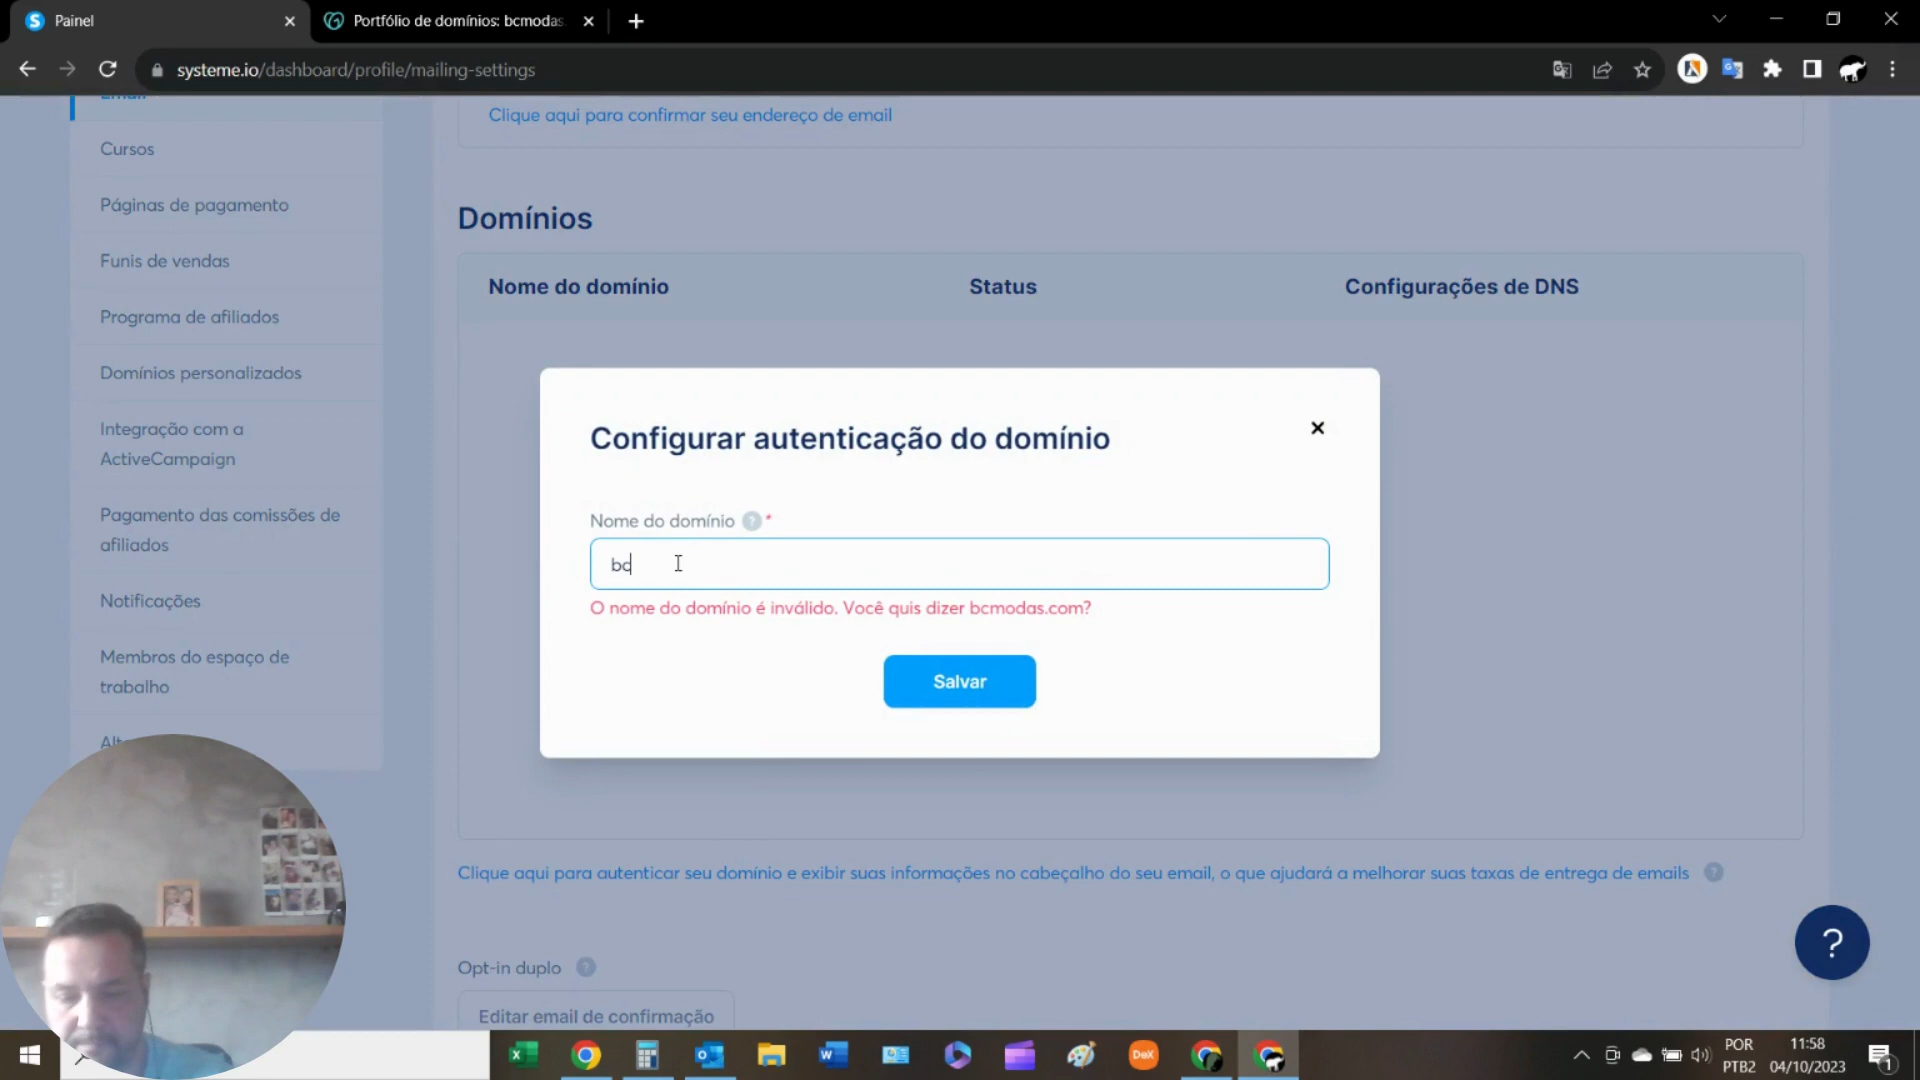 Painel
Portfólio de domínios: bcmodas.
systeme.io/dashboard/profile/mailing-settings
Email
Cursos
Páginas de pagamento
Funis de vendas
Programa de afiliados
Domínios personalizados
Integração com a
ActiveCampaign
Pagamento das comissões de
afiliados
Notificações
Membros do espaço de
trabalho
Clique aqui para confirmar seu endereço de email
Domínios
Nome do domínio
Status
Configurações de DNS
Configurar autenticação do domínio
Nome do domínio ? *
bc
O nome do domínio é inválido. Você quis dizer bcmodas.com?
Salvar
Clique aqui para autenticar seu domínio e exibir suas informações no cabeçalho do seu email, o que ajudará a melhorar suas taxas de entrega de emails ?
Opt-in duplo ?
Editar email de confirmação
?
DeX
POR
PTB2
11:58
04/10/2023
1